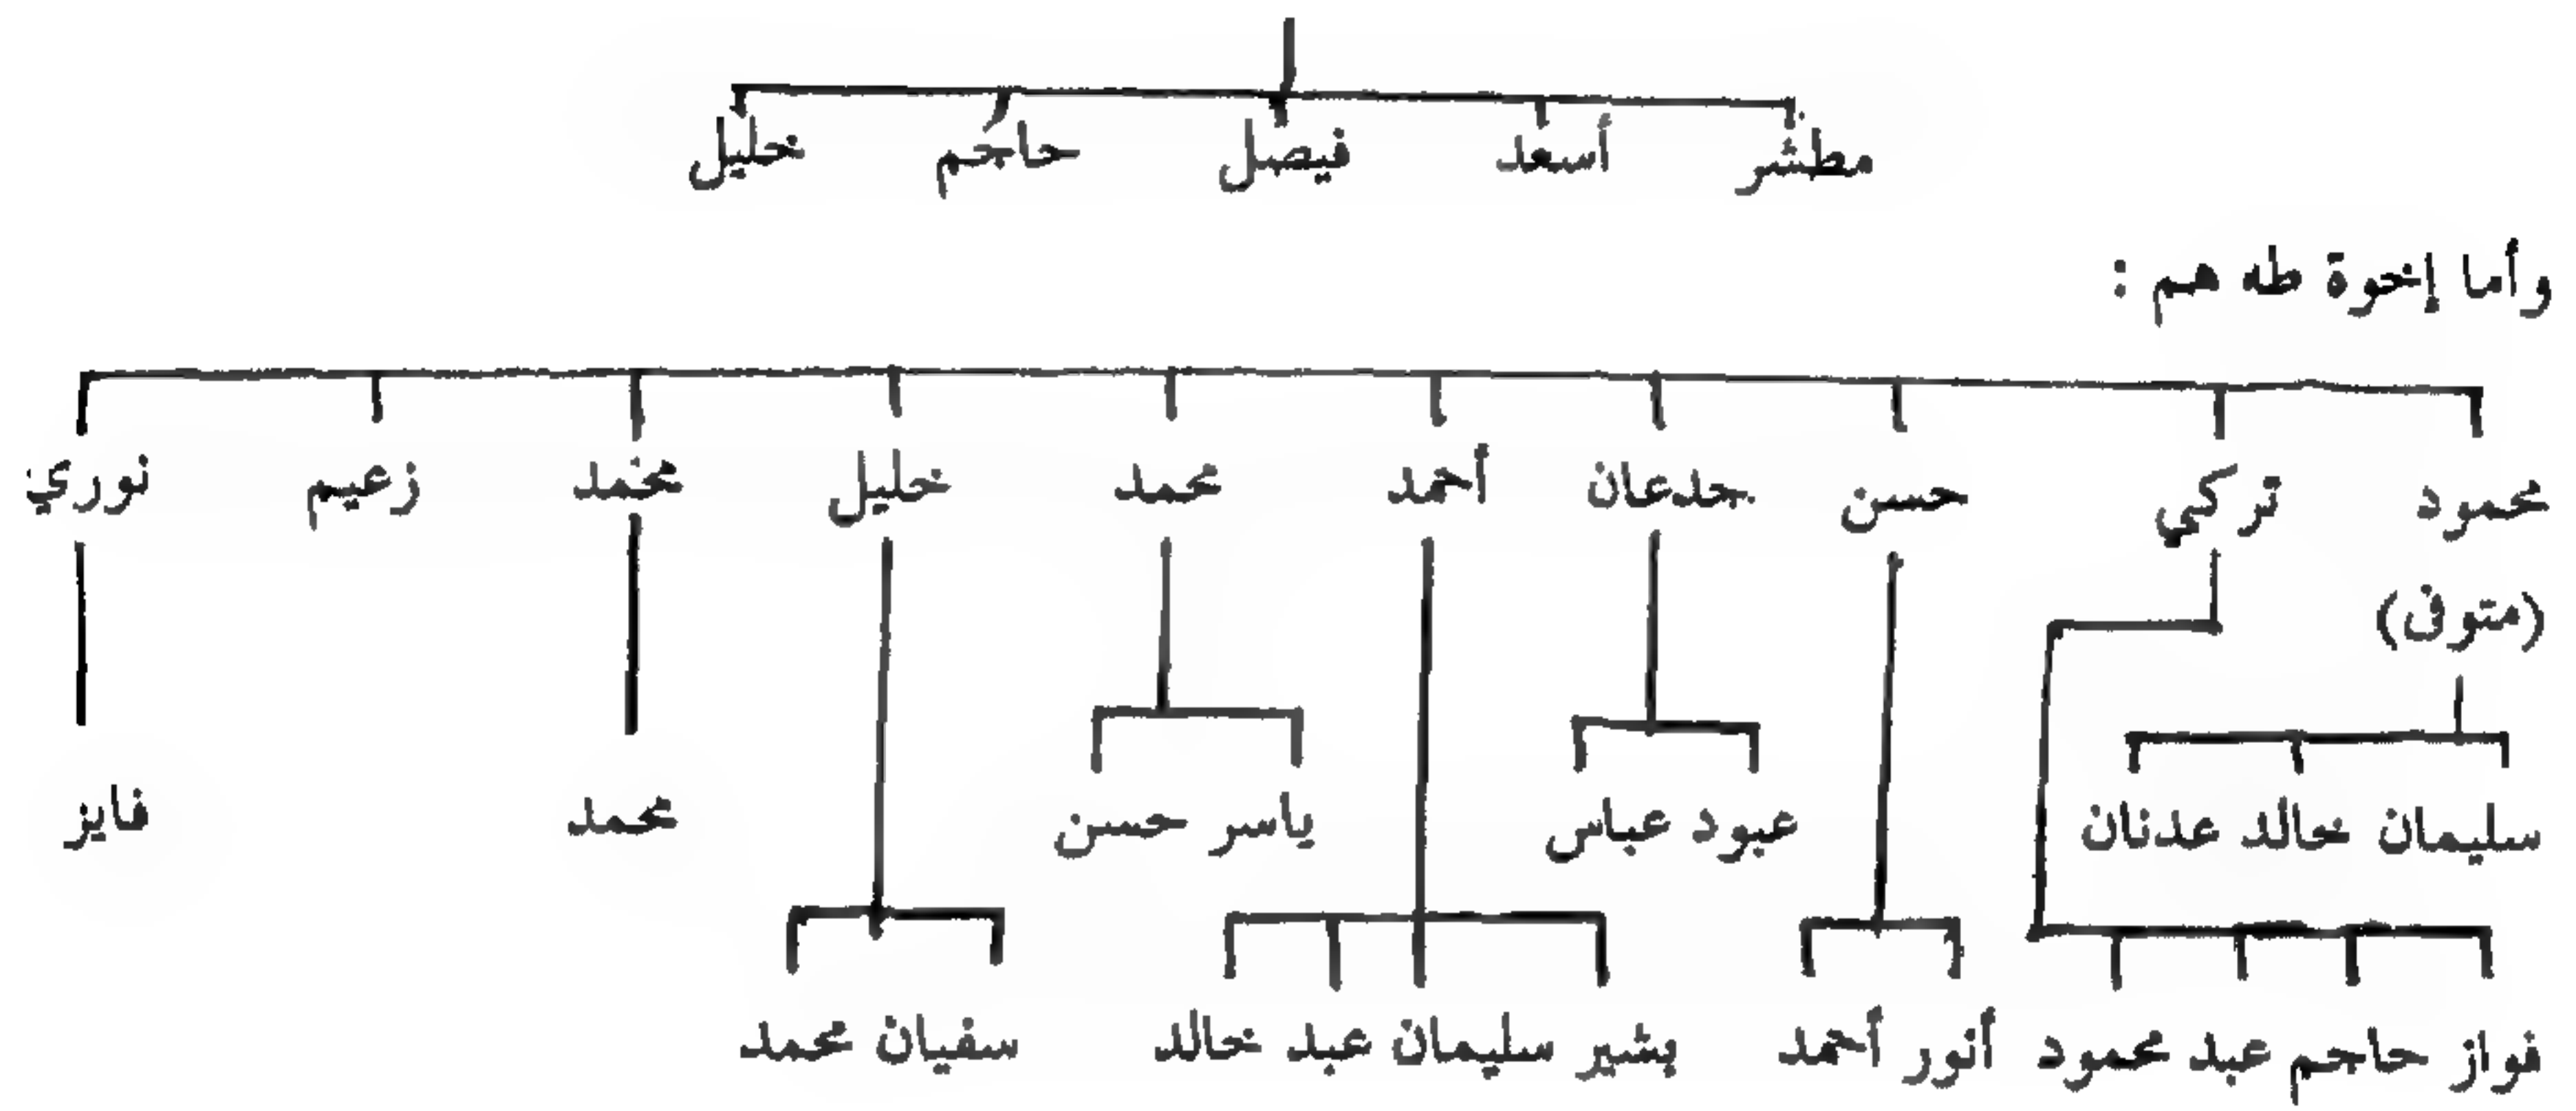 مطشر أسعد فيصل حاجم خليل
وأما إخوة طه هم :
محمود تركي حسن جدعان أحمد محمد خليل محمد زعيم نوري
(متوفى)
سليمان خالد عدنان عبود عباس ياسر حسن محمد فايز
فواز حاجم عبد محمود أنور أحمد بشير سليمان عبد خالد سفيان محمد